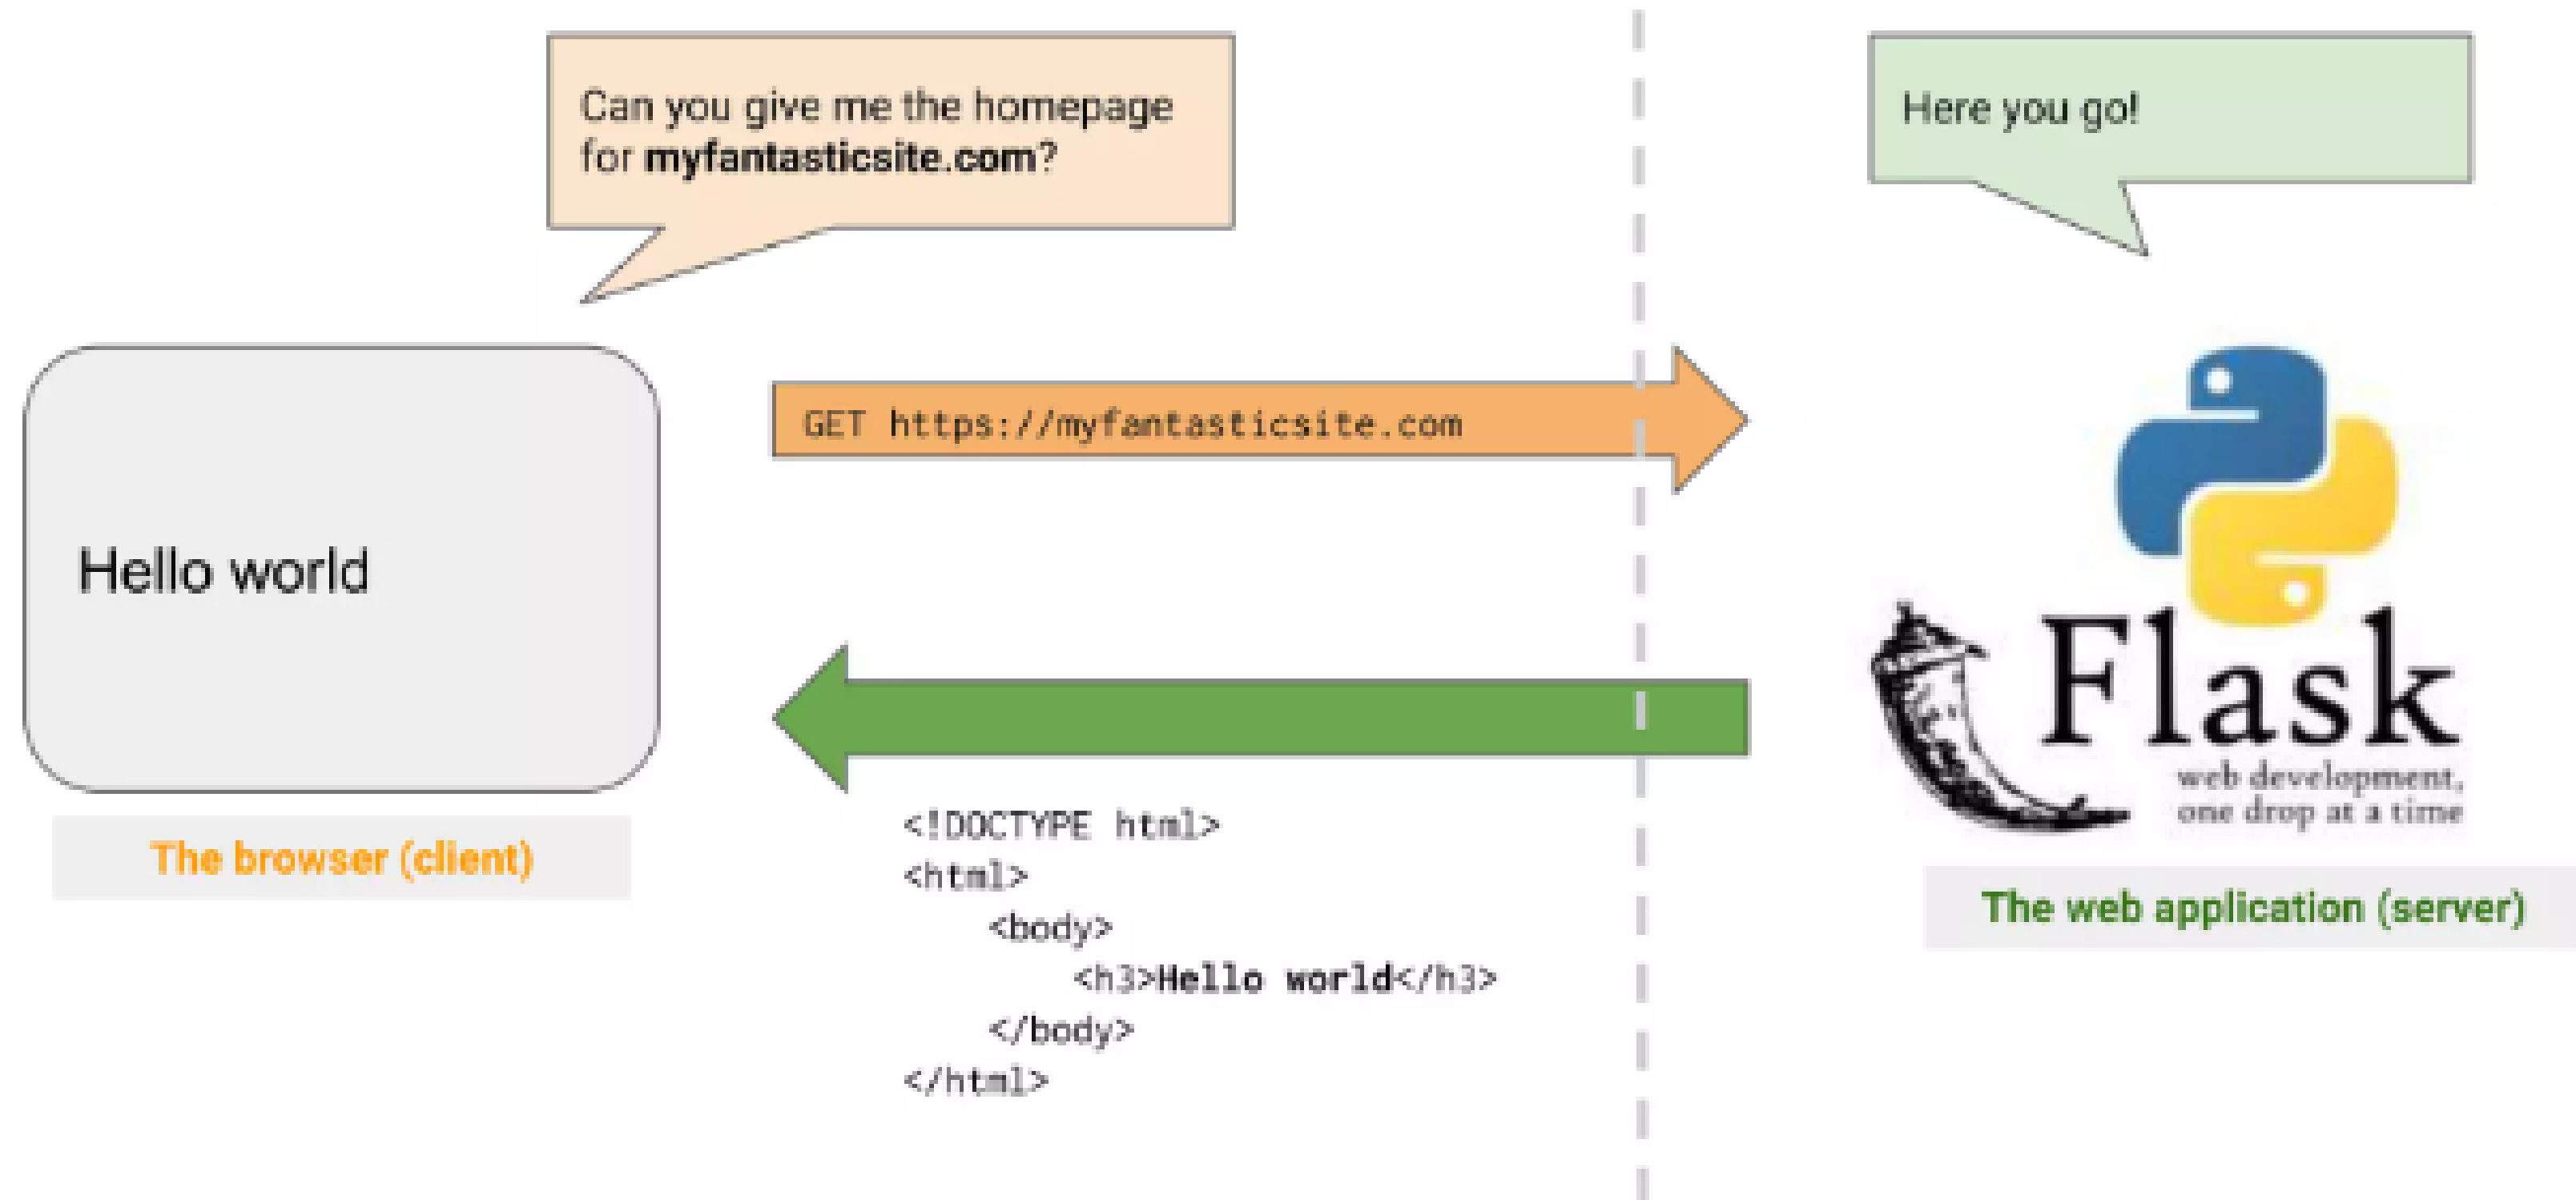 Can you give me the homepage
for myfantasticsite.com?
Here you go!
GET https://myfantasticsite.com
Hello world
Flask
web development,
one drop at a time
<!DOCTYPE html>
<html>
<body>
<h3>Hello world</h3>
</body>
</html>
The browser (client)
The web application (server)